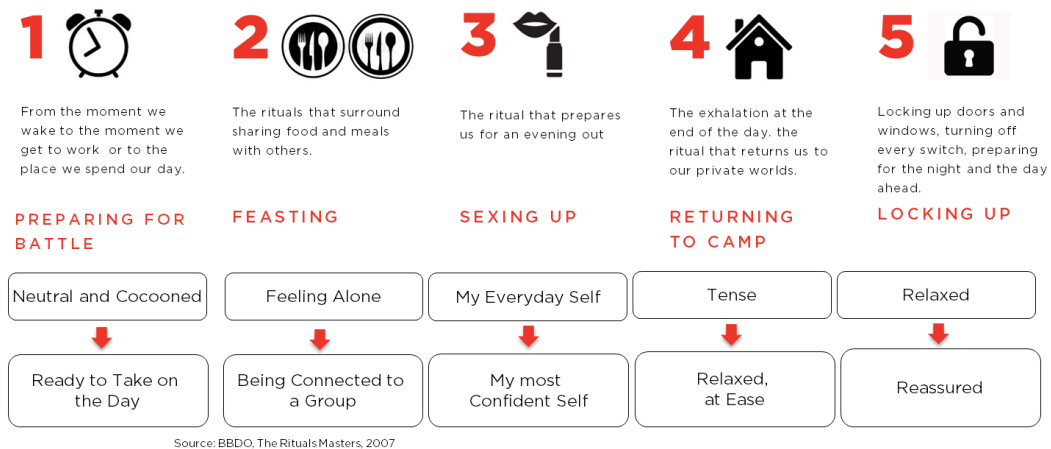 1
From the moment we
wake to the moment we
get to work or to the
place we spend our day.
PREPARING FOR
BATTLE
Neutral and Cocooned
Ready to Take on
the Day
2
The rituals that surround
sharing food and meals
with others.
FEASTING
Feeling Alone
Being Connected to
a Group
3
The ritual that prepares
us for an evening out
SEXING UP
My Everyday Self
My most
Confident Self
4
The exhalation at the
end of the day. the
ritual that returns us to
our private worlds.
RETURNING
TO CAMP
Tense
Relaxed,
at Ease
5
Locking up doors and
windows, turning off
every switch, preparing
for the night and the day
ahead.
LOCKING UP
Relaxed
Reassured
Source: BBDO, The Rituals Masters, 2007